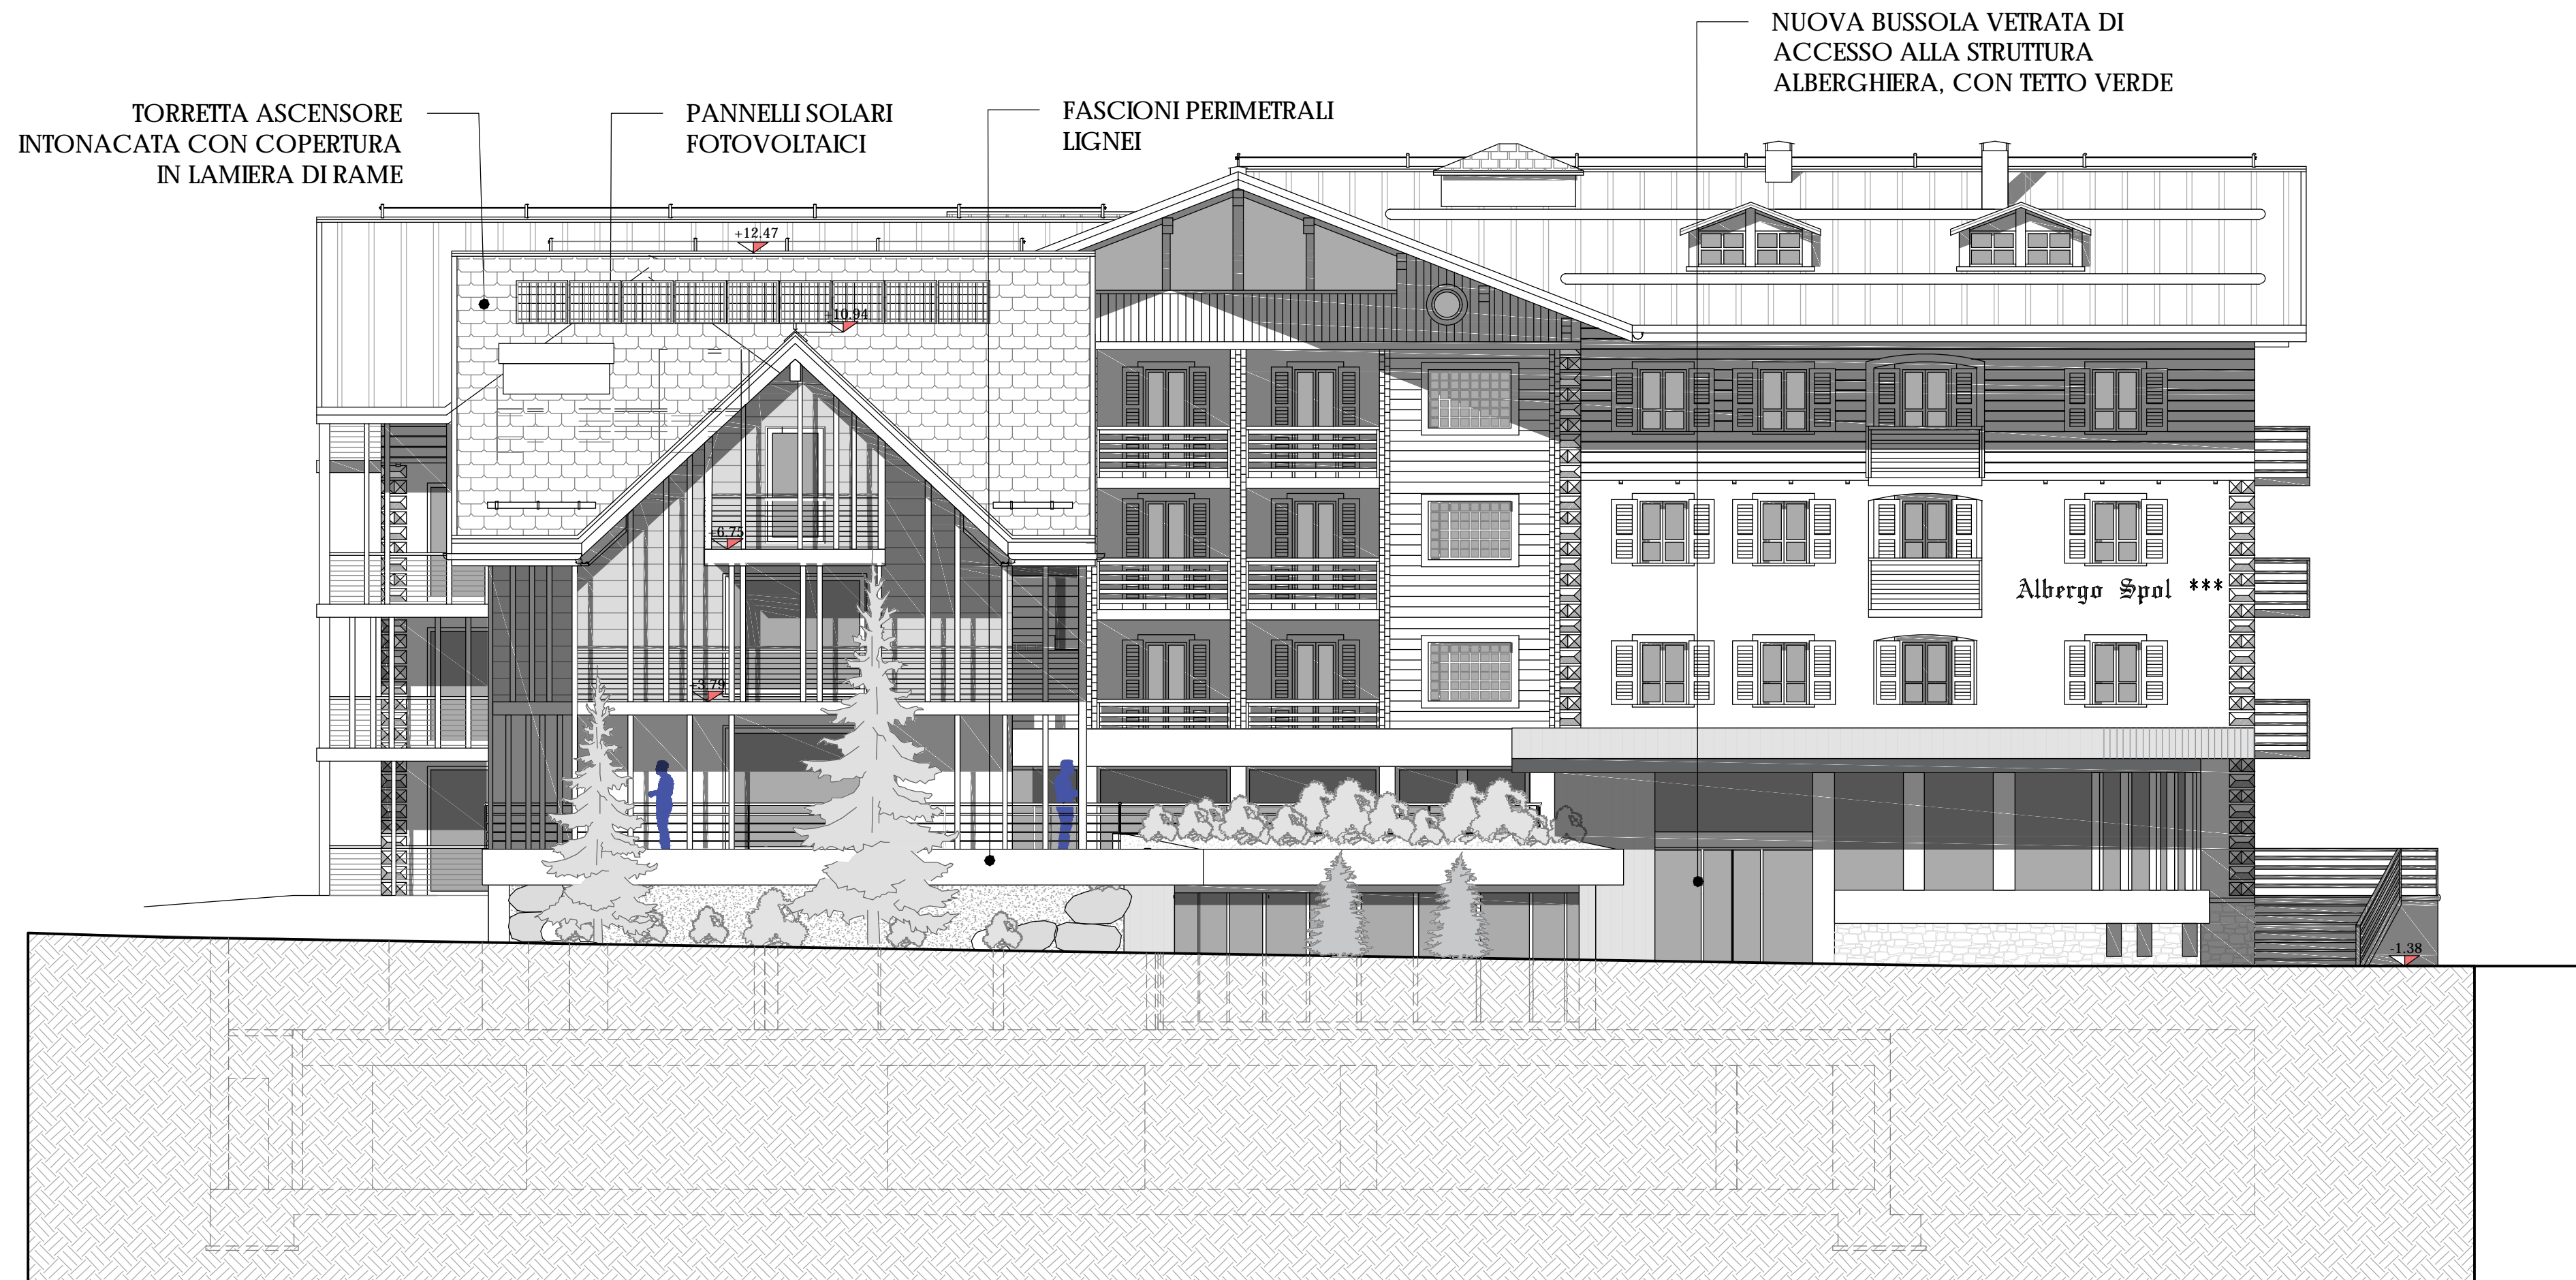 NUOVA BUSSOLA VETRATA DI
ACCESSO ALLA STRUTTURA
ALBERGHIERA, CON TETTO VERDE
TORRETTA ASCENSORE
INTONACATA CON COPERTURA
IN LAMIERA DI RAME
PANNELLI SOLARI
FOTOVOLTAICI
FASCIONI PERIMETRALI
LIGNEI
+12.47
+10.94
+6.75
Albergo Spol ***
+3.79
-1.38